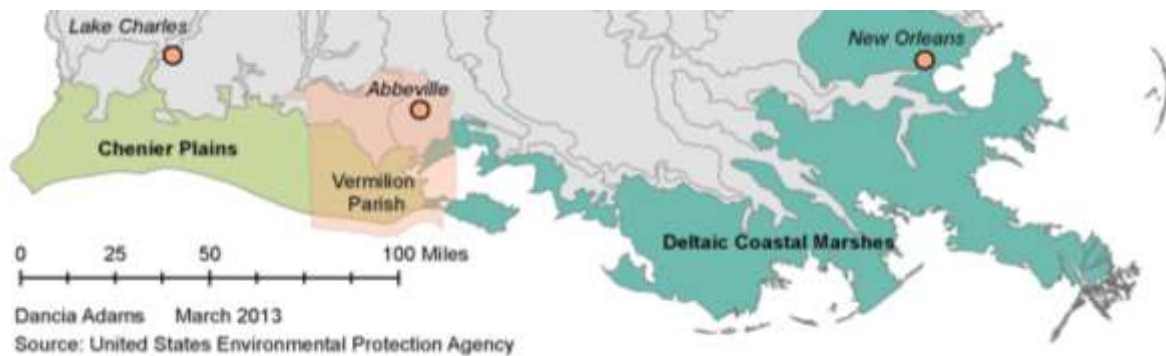 Lake Charles
New Orleans
Abbeville
Chenier Plains
Vermilion
Parish
Deltaic Coastal Marshes
0 25 50 100 Miles
Dancia Adams March 2013
Source: United States Environmental Protection Agency